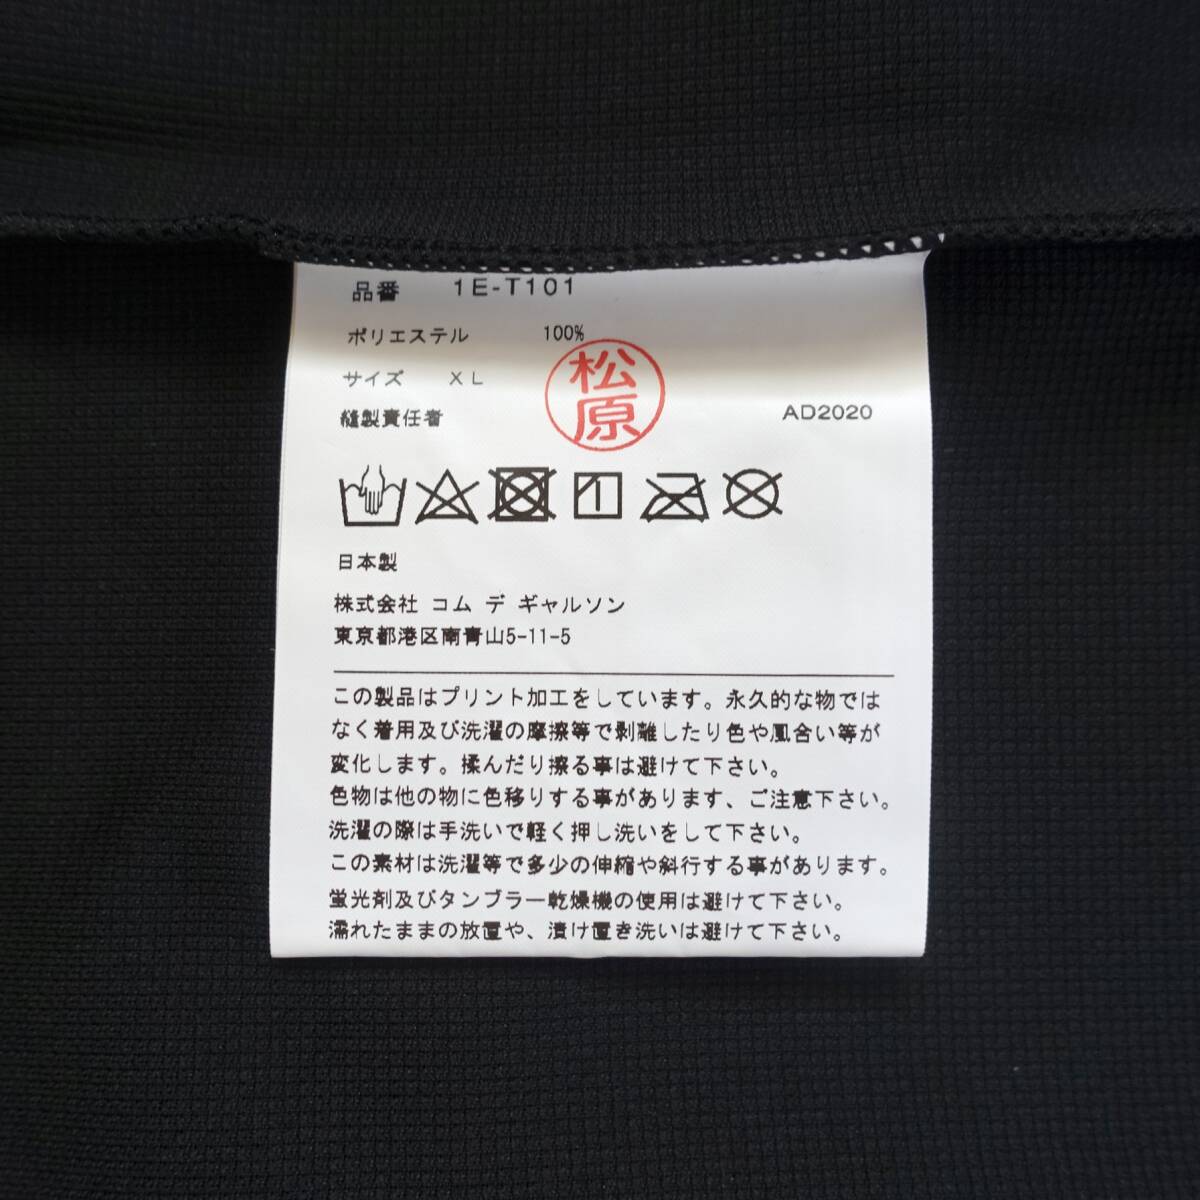 品番 1E-T101
ポリエステル 100%
サイズ XL
松原
縫製責任者 AD2020
日本製
株式会社 コム デ ギャルソン
東京都港区南青山5-11-5
この製品はプリント加工をしています。永久的な物では
なく着用及び洗濯の摩擦等で剥離したり色や風合い等が
変化します。揉んだり擦る事は避けて下さい。
色物は他の物に色移りする事があります、ご注意下さい。
洗濯の際は手洗いで軽く押し洗いをして下さい。
この素材は洗濯等で多少の伸縮や斜行する事があります。
蛍光剤及びタンブラー乾燥機の使用は避けて下さい。
濡れたままの放置や、漬け置き洗いは避けて下さい。